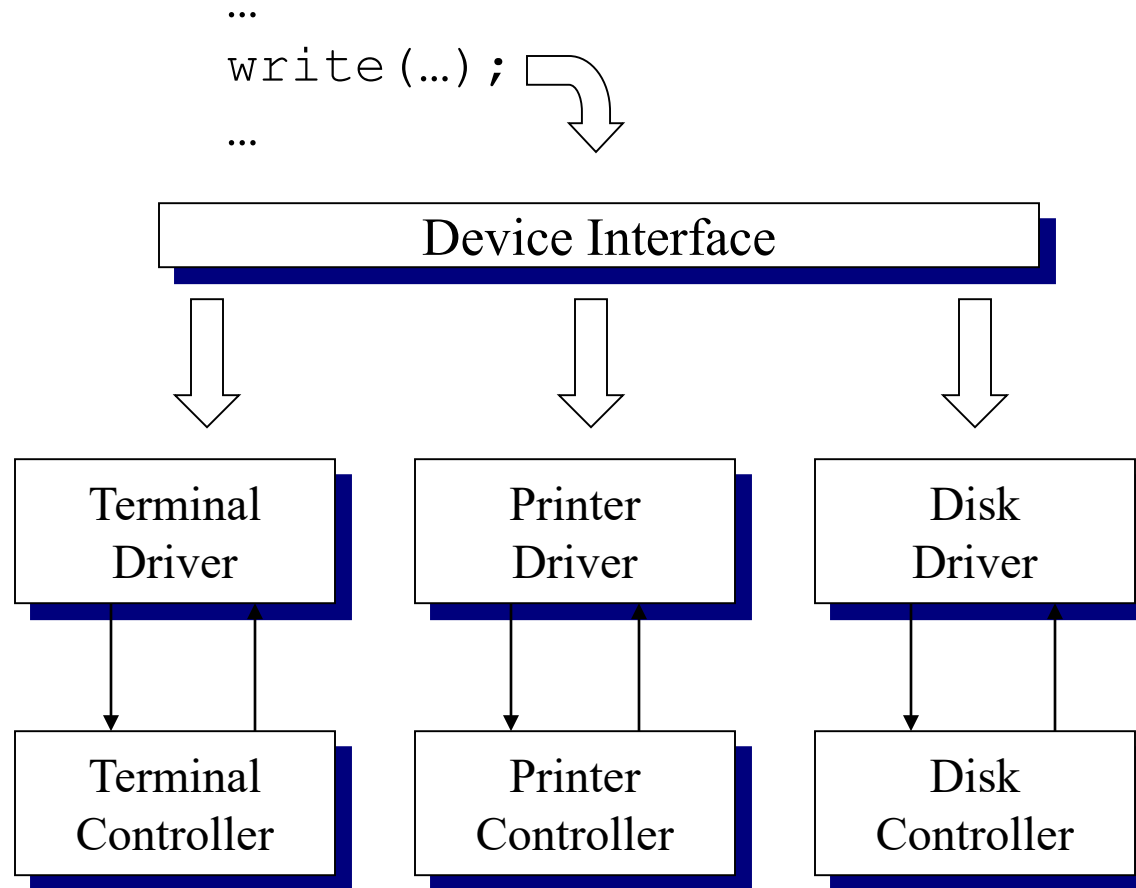 …
write(…);
…
Device Interface
Terminal
Driver
Printer
Driver
Disk
Driver
Terminal
Controller
Printer
Controller
Disk
Controller